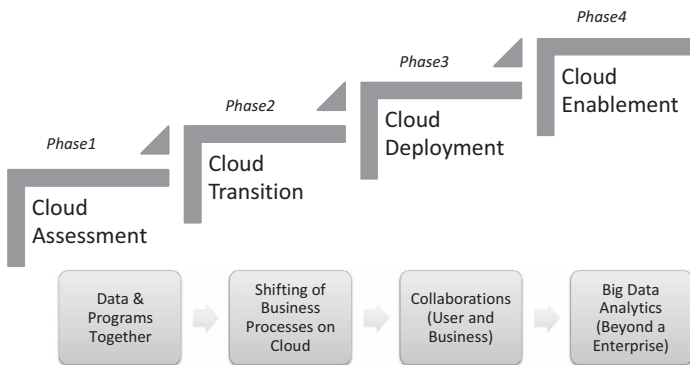 Phase4
Cloud
Enablement
Phase3
Cloud
Deployment
Phase2
Cloud
Transition
Phase1
Cloud
Assessment
Data &
Programs
Together
Shifting of
Business
Processes on
Cloud
Collaborations
(User and
Business)
Big Data
Analytics
(Beyond a
Enterprise)